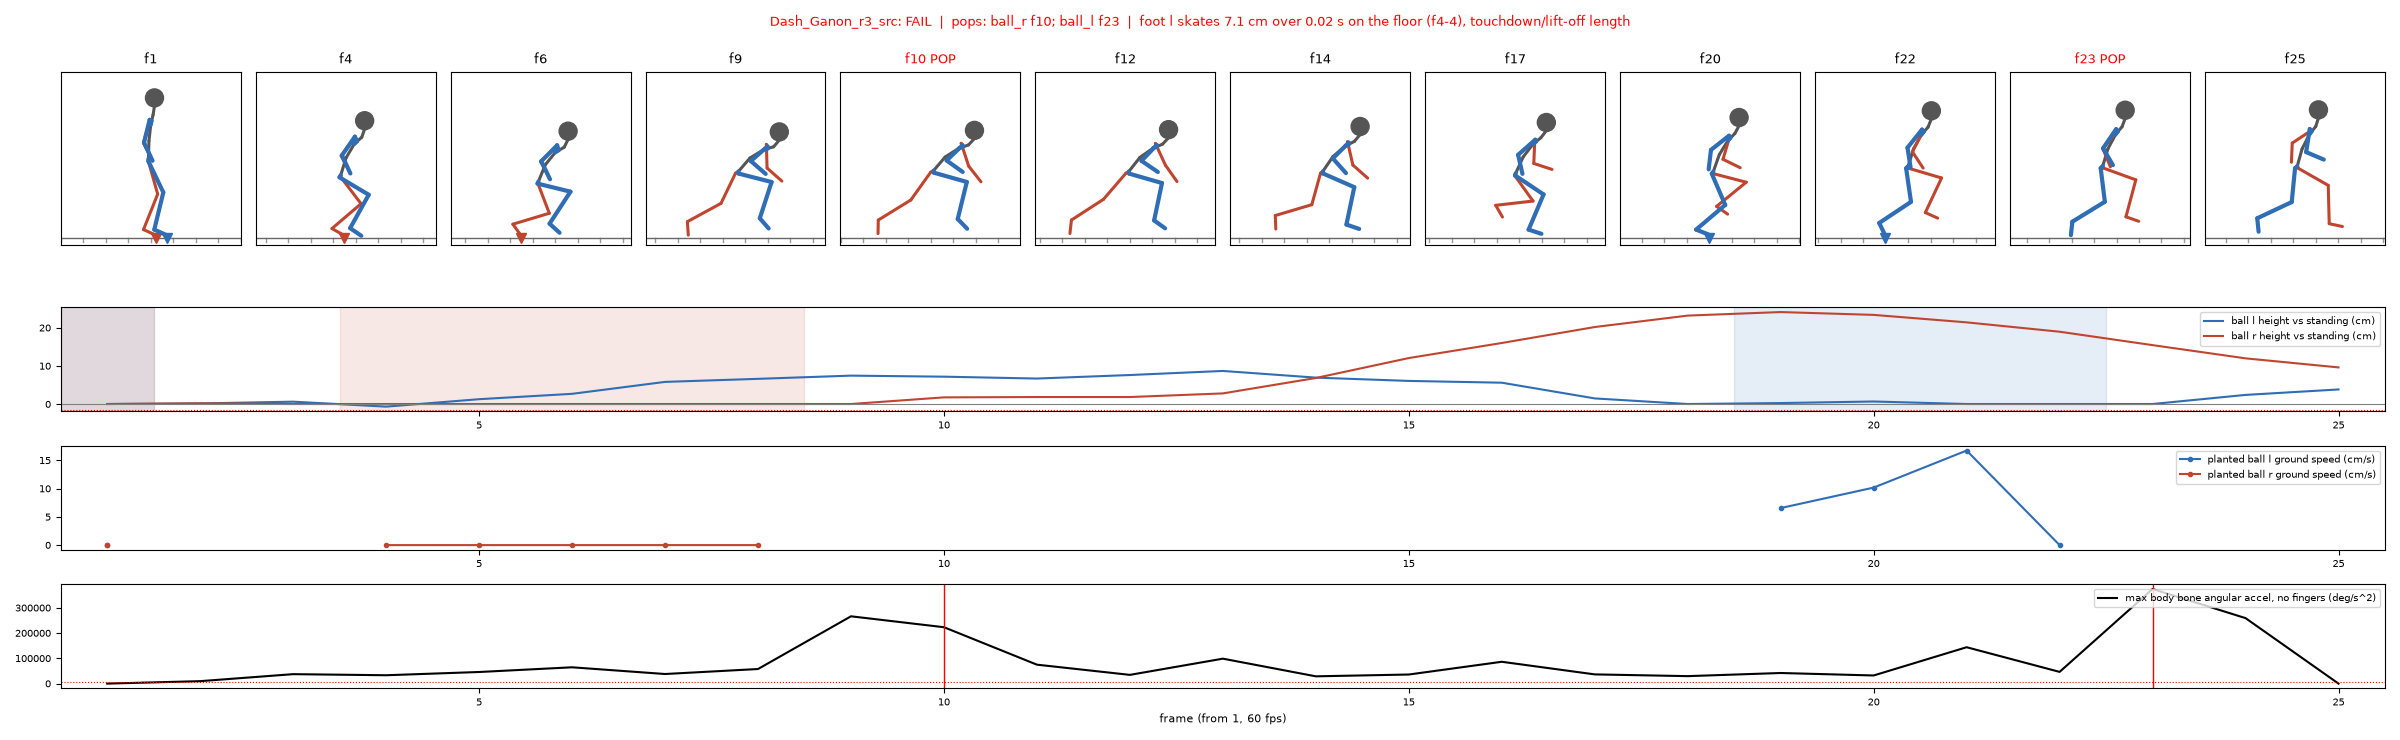 Dash_Ganon_r3_src: FAIL | pops: ball_r f10; ball_l f23 | foot l skates 7.1 cm over 0.02 s on the floor (f4-4), touchdown/lift-off length
f1 f4 f6 f9 f10 POP f12 f14 f17 f20 f22 f23 POP f25
ball l height vs standing (cm)
ball r height vs standing (cm)
20
10
0
5 10 15 20 25
planted ball l ground speed (cm/s)
planted ball r ground speed (cm/s)
15
10
5
0
5 10 15 20 25
max body bone angular accel, no fingers (deg/s^2)
300000
200000
100000
0
5 10 15 20 25
frame (from 1, 60 fps)